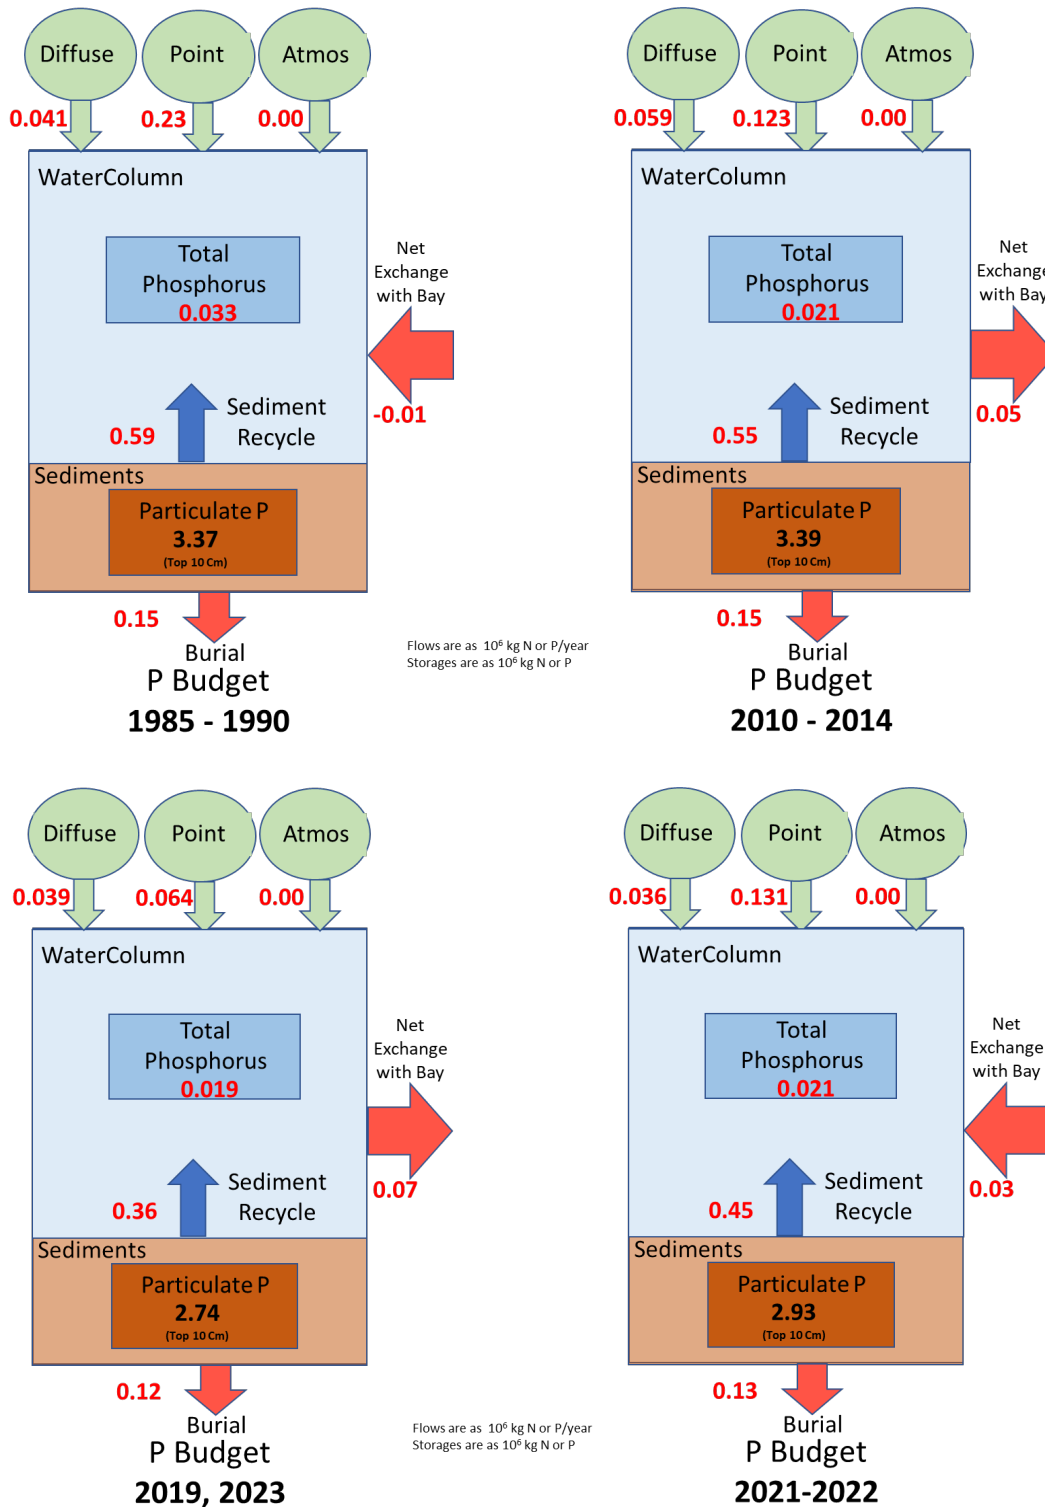 Diffuse
Point
Atmos
0.041
0.23
0.00
WaterColumn
Total
Phosphorus
0.033
Net
Exchange
with Bay
-0.01
Sediment
Recycle
0.59
Sediments
Particulate P
3.37
(Top 10 Cm)
0.15
Burial
P Budget
1985 - 1990
Diffuse
Point
Atmos
0.059
0.123
0.00
WaterColumn
Total
Phosphorus
0.021
Net
Exchange
with Bay
0.05
Sediment
Recycle
0.55
Sediments
Particulate P
3.39
(Top 10 Cm)
0.15
Burial
P Budget
2010 - 2014
Flows are as 10⁶ kg N or P/year
Storages are as 10⁶ kg N or P
Diffuse
Point
Atmos
0.039
0.064
0.00
WaterColumn
Total
Phosphorus
0.019
Net
Exchange
with Bay
0.07
Sediment
Recycle
0.36
Sediments
Particulate P
2.74
(Top 10 Cm)
0.12
Burial
P Budget
2019, 2023
Diffuse
Point
Atmos
0.036
0.131
0.00
WaterColumn
Total
Phosphorus
0.021
Net
Exchange
with Bay
0.03
Sediment
Recycle
0.45
Sediments
Particulate P
2.93
(Top 10 Cm)
0.13
Burial
P Budget
2021-2022
Flows are as 10⁶ kg N or P/year
Storages are as 10⁶ kg N or P